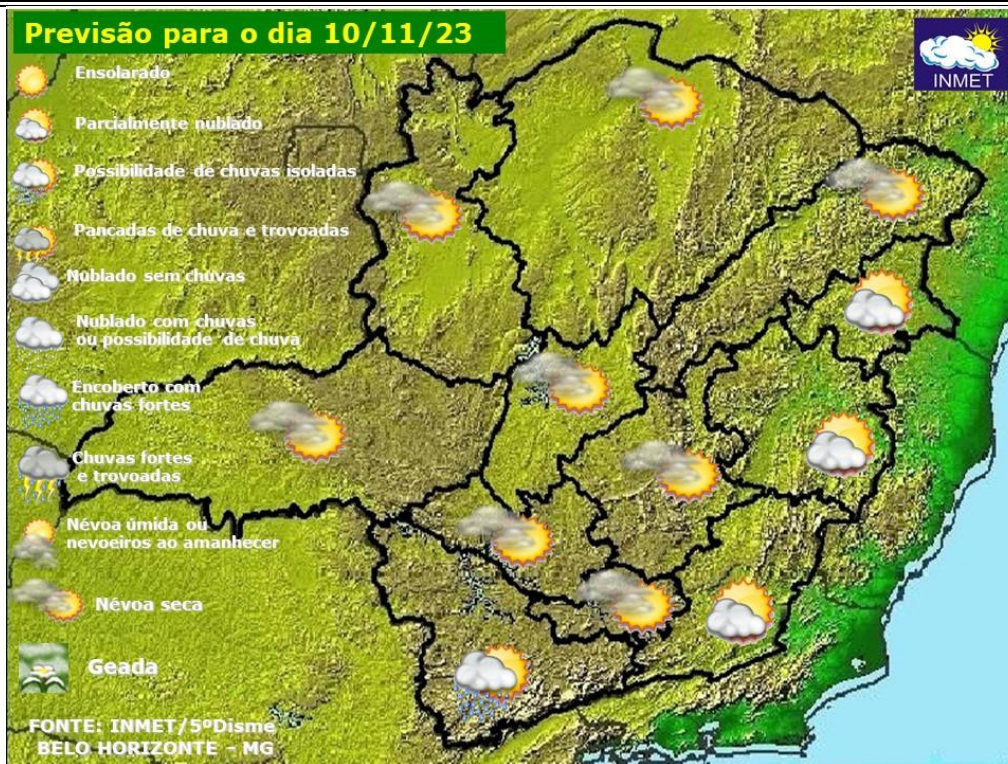 Previsão para o dia 10/11/23
INMET
Ensolarado
Parcialmente nublado
Possibilidade de chuvas isoladas
Pancadas de chuva e trovoadas
Nublado sem chuvas
Nublado com chuvas
ou possibilidade de chuva
Encoberto com
chuvas fortes
Chuvas fortes
e trovoadas
Névoa úmida ou
nevoeiros ao amanhecer
Névoa seca
Geada
FONTE: INMET/5ºDisme
BELO HORIZONTE - MG